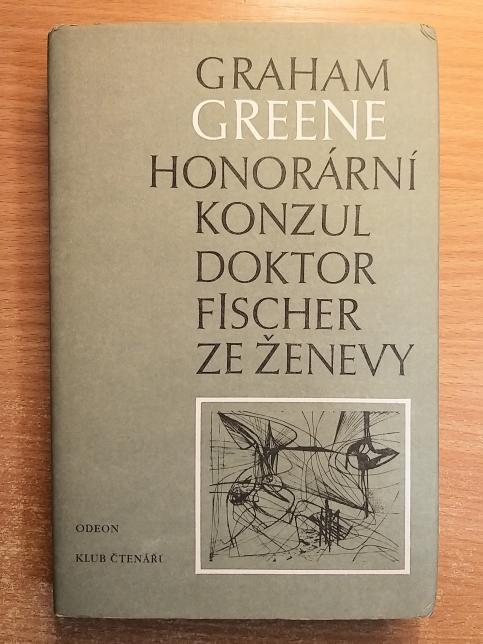 GRAHAM
GREENE
HONORÁRNÍ
KONZUL
DOKTOR
FISCHER
ZE ŽENEVY
ODEON
KLUB ČTENÁŘŮ